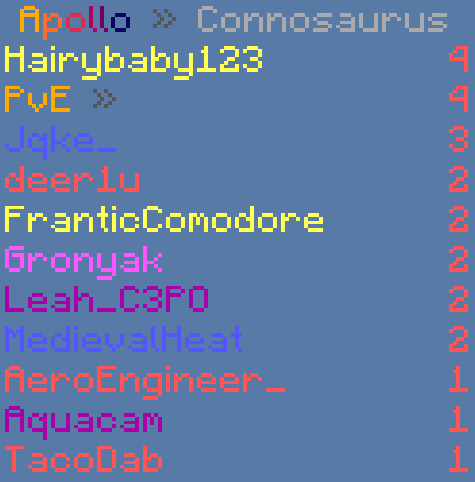 Apollo » Connosaurus
Hairybaby123 4
PvE » 4
Jqke_ 3
deer1u 2
FranticComodore 2
Gronyak 2
Leah_C3PO 2
MedievalHeat 2
AeroEngineer_ 1
Aquacam 1
TacoDab 1